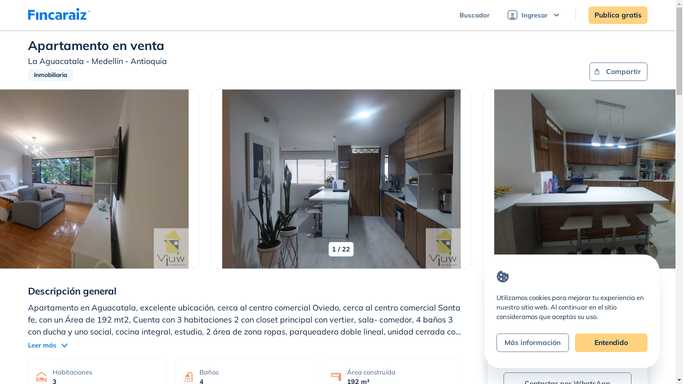 Fincaraiz
Buscador
Ingresar
Publica gratis
Apartamento en venta
La Aguacatala - Medellín - Antioquia
Inmobiliaria
Compartir
Vjuw
1 / 22
Vjuw
Descripción general
Apartamento en Aguacatala, excelente ubicación, cerca al centro comercial Oviedo, cerca al centro comercial Santa
fe, con un Área de 192 mt2, Cuenta con 3 habitaciones 2 con closet principal con vertier, sala- comedor, 4 baños 3
con ducha y uno social, cocina integral, estudio, 2 área de zona ropas, parqueadero doble lineal, unidad cerrada co...
Leer más
Habitaciones
3
Baños
4
Área construida
192 m²
Utilizamos cookies para mejorar tu experiencia en
nuestro sitio web. Al continuar en el sitio
consideramos que aceptas su uso.
Más información
Entendido
Contactar por WhatsApp